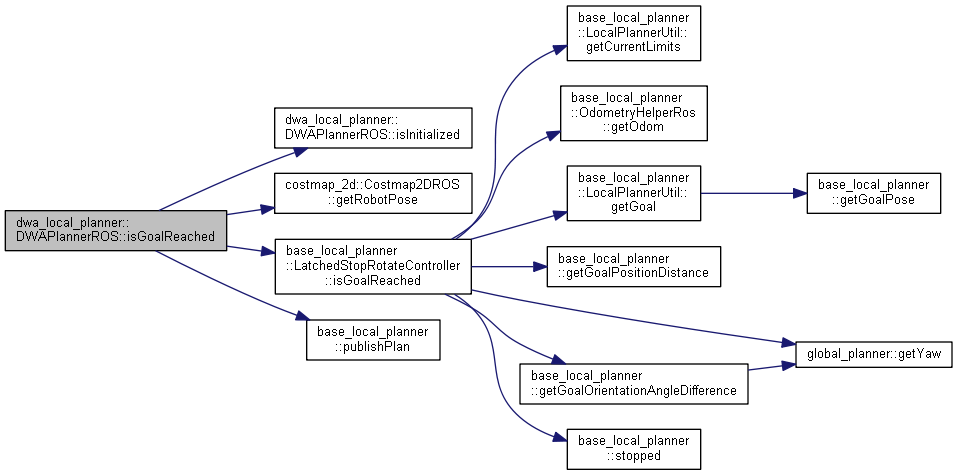 dwa_local_planner::
DWAPlannerROS::isGoalReached
dwa_local_planner::
DWAPlannerROS::isInitialized
costmap_2d::Costmap2DROS
::getRobotPose
base_local_planner
::LatchedStopRotateController
::isGoalReached
base_local_planner
::publishPlan
base_local_planner
::LocalPlannerUtil::
getCurrentLimits
base_local_planner
::OdometryHelperRos
::getOdom
base_local_planner
::LocalPlannerUtil::
getGoal
base_local_planner
::getGoalPositionDistance
base_local_planner
::getGoalOrientationAngleDifference
base_local_planner
::stopped
base_local_planner
::getGoalPose
global_planner::getYaw